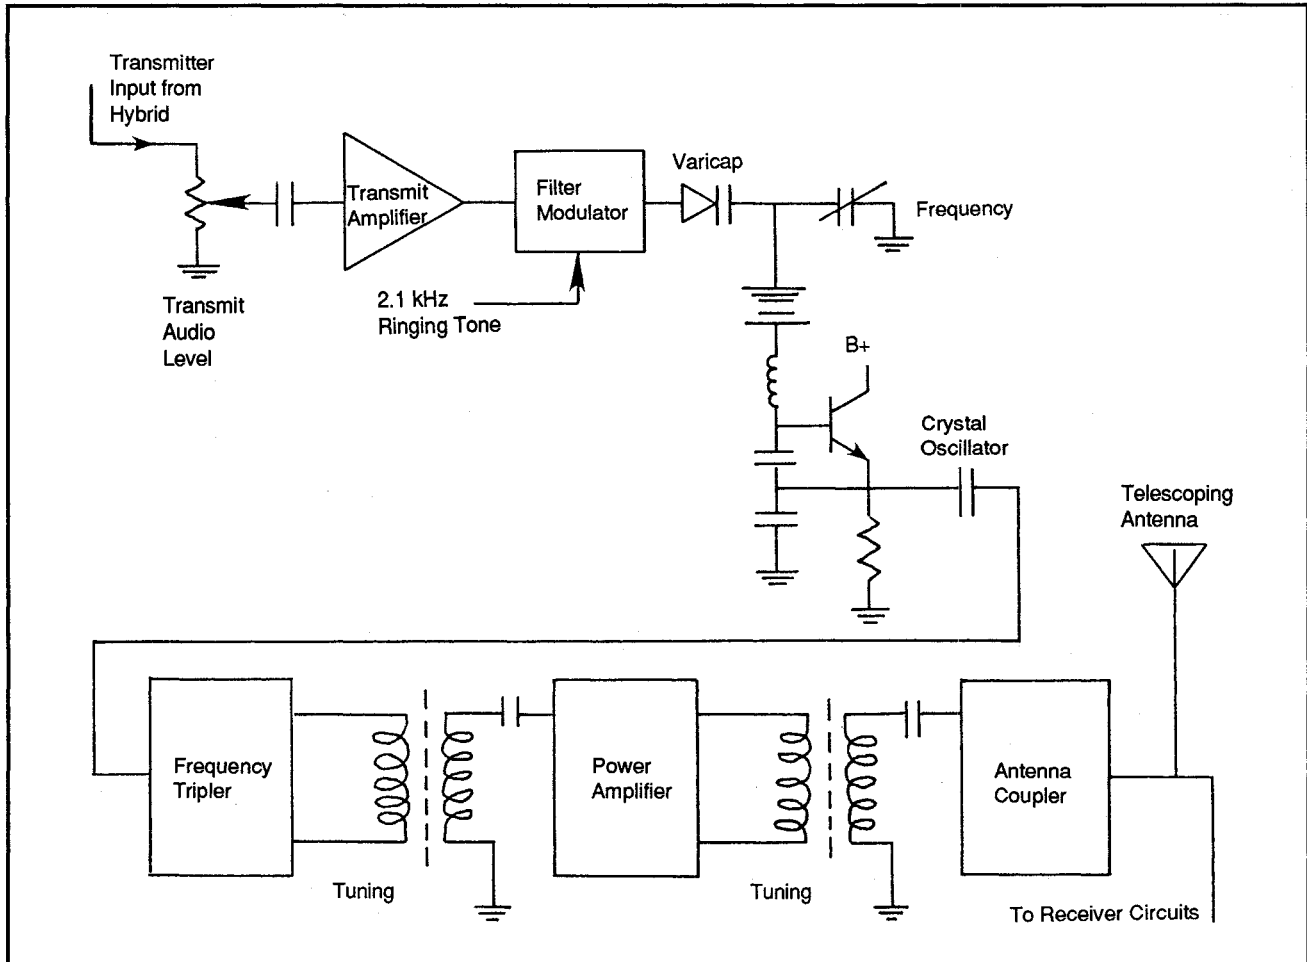 Transmitter
Input from
Hybrid
Transmit
Amplifier
Filter
Modulator
Varicap
Frequency
2.1 kHz
Ringing Tone
Transmit
Audio
Level
B+
Crystal
Oscillator
Telescoping
Antenna
Frequency
Tripler
Tuning
Power
Amplifier
Tuning
Antenna
Coupler
To Receiver Circuits